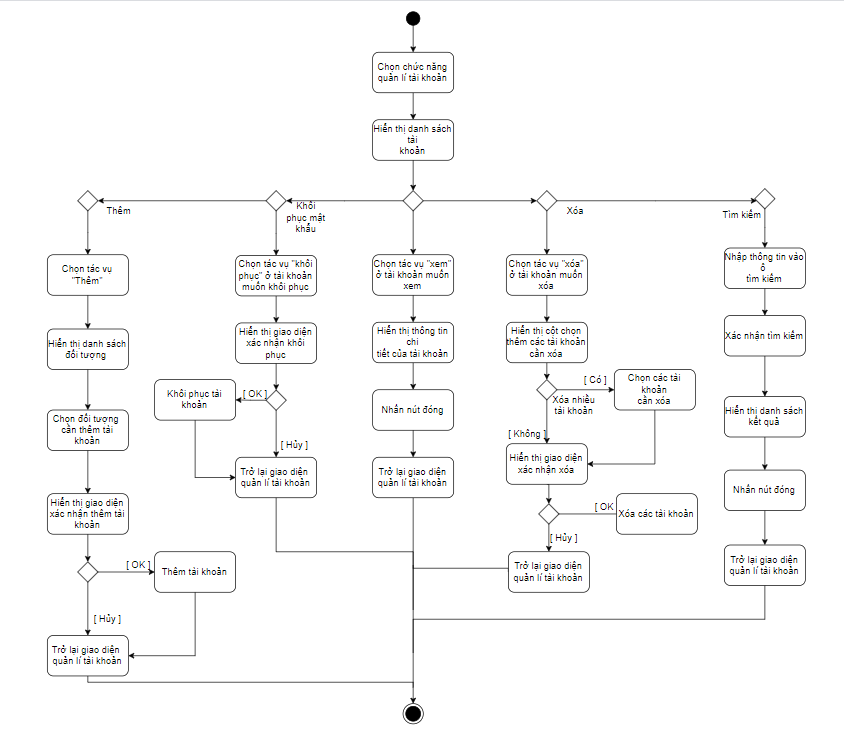 Chọn chức năng
quản lí tài khoản
Hiển thị danh sách
tài
khoản
Thêm
Khôi
phục mật
khẩu
Xóa
Tìm kiếm
Chọn tác vụ
"Thêm"
Hiển thị danh sách
đối tượng
Chọn đối tượng
cần thêm tài
khoản
Hiển thị giao diện
xác nhận thêm tài
khoản
[ OK ]
Thêm tài khoản
[ Hủy ]
Trở lại giao diện
quản lí tài khoản
Chọn tác vụ "khôi
phục" ở tài khoản
muốn khôi phục
Hiển thị giao diện
xác nhận khôi
phục
[ OK ]
Khôi phục tài
khoản
[ Hủy ]
Trở lại giao diện
quản lí tài khoản
Chọn tác vụ "xem"
ở tài khoản muốn
xem
Hiển thị thông tin
chi
tiết của tài khoản
Nhấn nút đóng
Trở lại giao diện
quản lí tài khoản
Chọn tác vụ "xóa"
ở tài khoản muốn
xóa
Hiển thị cột chọn
thêm các tài khoản
cần xóa
[ Có ]
Xóa nhiều
tài khoản
Chọn các tài
khoản
cần xóa
[ Không ]
Hiển thị giao diện
xác nhận xóa
[ OK
Xóa các tài khoản
[ Hủy ]
Trở lại giao diện
quản lí tài khoản
Nhập thông tin vào
ô
tìm kiếm
Xác nhận tìm kiếm
Hiển thị danh sách
kết quả
Nhấn nút đóng
Trở lại giao diện
quản lí tài khoản